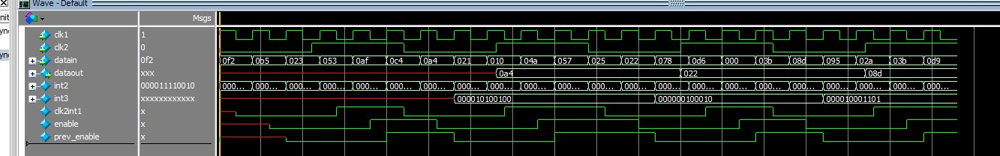 Wave - Default
Msgs
clk1 1
clk2 0
datain 0f2 0f2 0b5 023 053 0af 0c4 0a4 021 010 04a 057 025 022 078 0d6 000 03b 08d 095 02a 03b 0d9
dataout xxx 0a4 022 08d
int2 000011110010 000... 000... 000... 000... 000... 000... 000... 000... 000... 000... 000... 000... 000... 000... 000... 000... 000... 000... 000... 000... 000... 000...
int3 xxxxxxxxxxxx 000010100100 000000100010 000010001101
clk2int1 x
enable x
prev_enable x